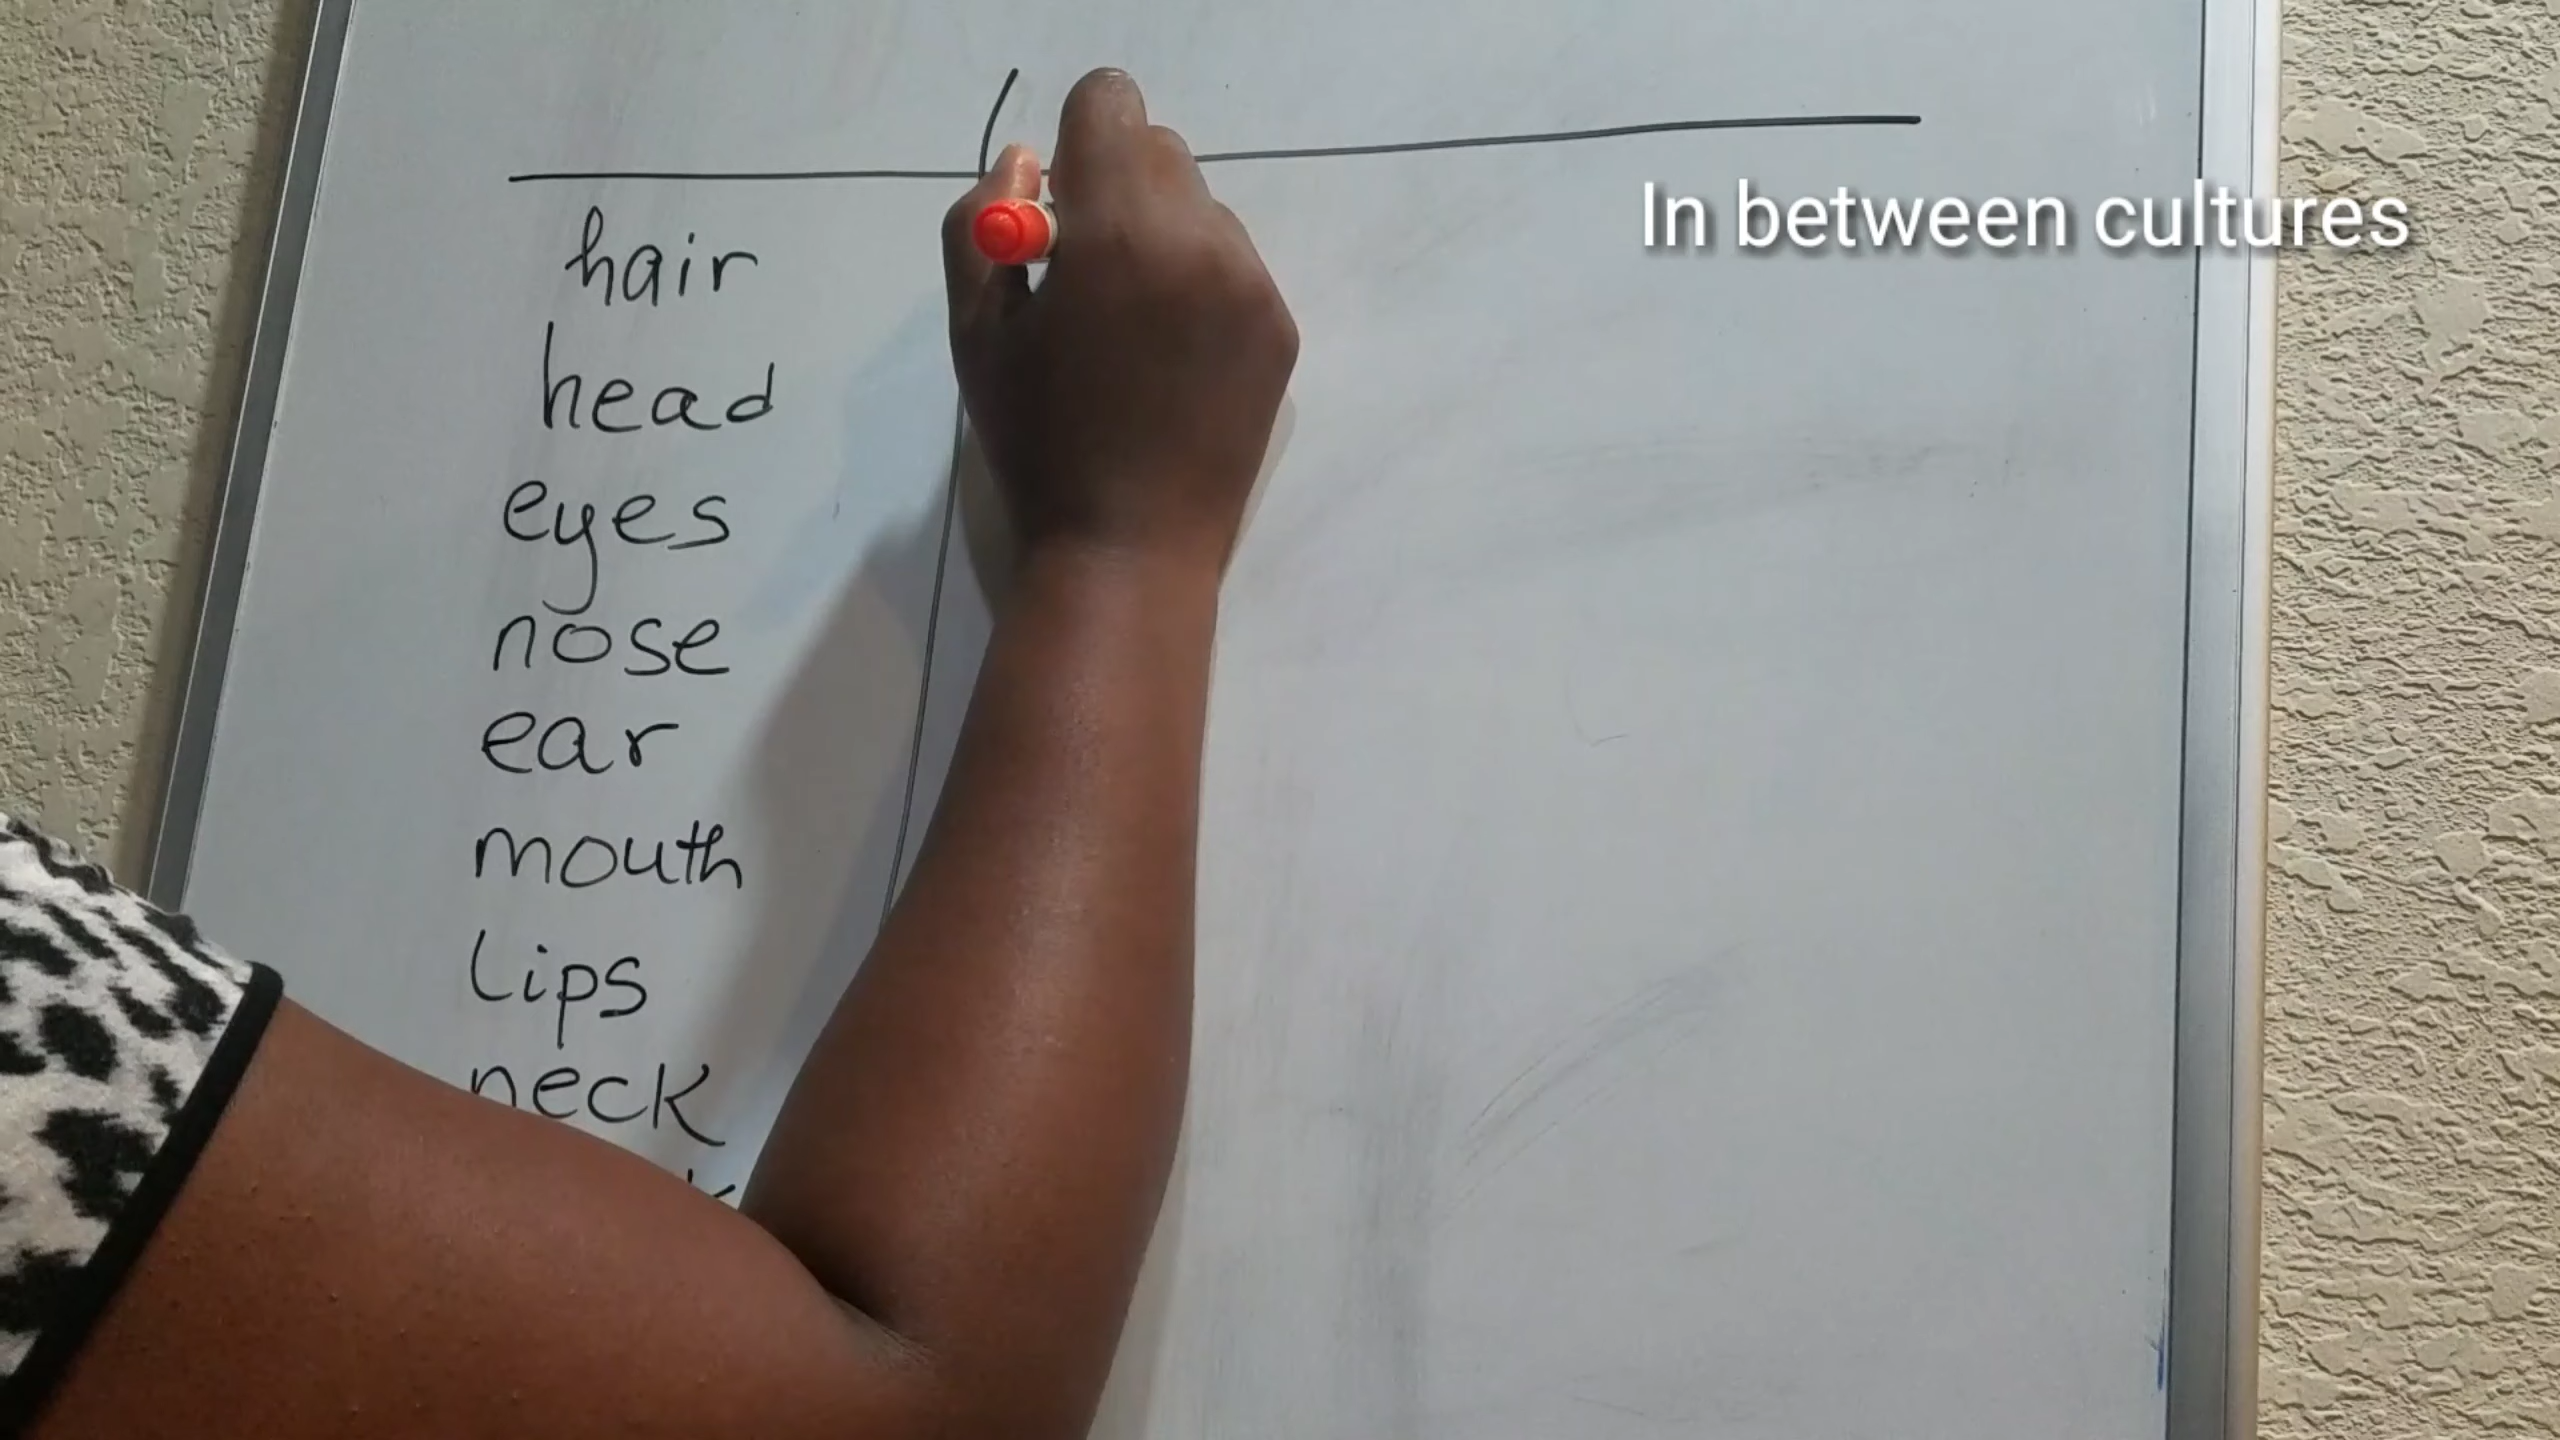 In between cultures
hair
head
eyes
nose
ear
mouth
Lips
neck